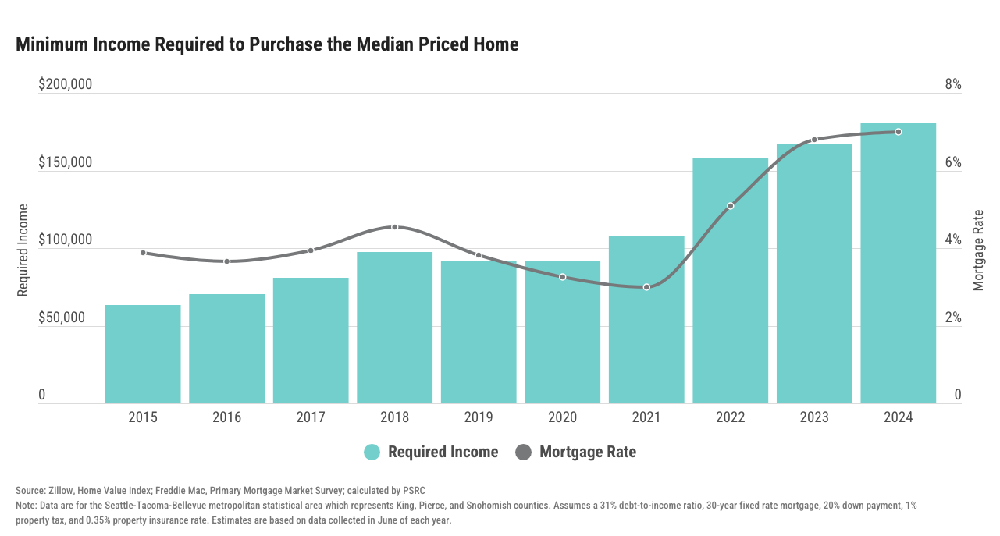 Minimum Income Required to Purchase the Median Priced Home
$200,000 8%
$150,000 6%
$100,000 4%
$50,000 2%
0 0
Required Income
Mortgage Rate
2015 2016 2017 2018 2019 2020 2021 2022 2023 2024
Required Income Mortgage Rate
Source: Zillow, Home Value Index; Freddie Mac, Primary Mortgage Market Survey; calculated by PSRC
Note: Data are for the Seattle-Tacoma-Bellevue metropolitan statistical area which represents King, Pierce, and Snohomish counties. Assumes a 31% debt-to-income ratio, 30-year fixed rate mortgage, 20% down payment, 1%
property tax, and 0.35% property insurance rate. Estimates are based on data collected in June of each year.